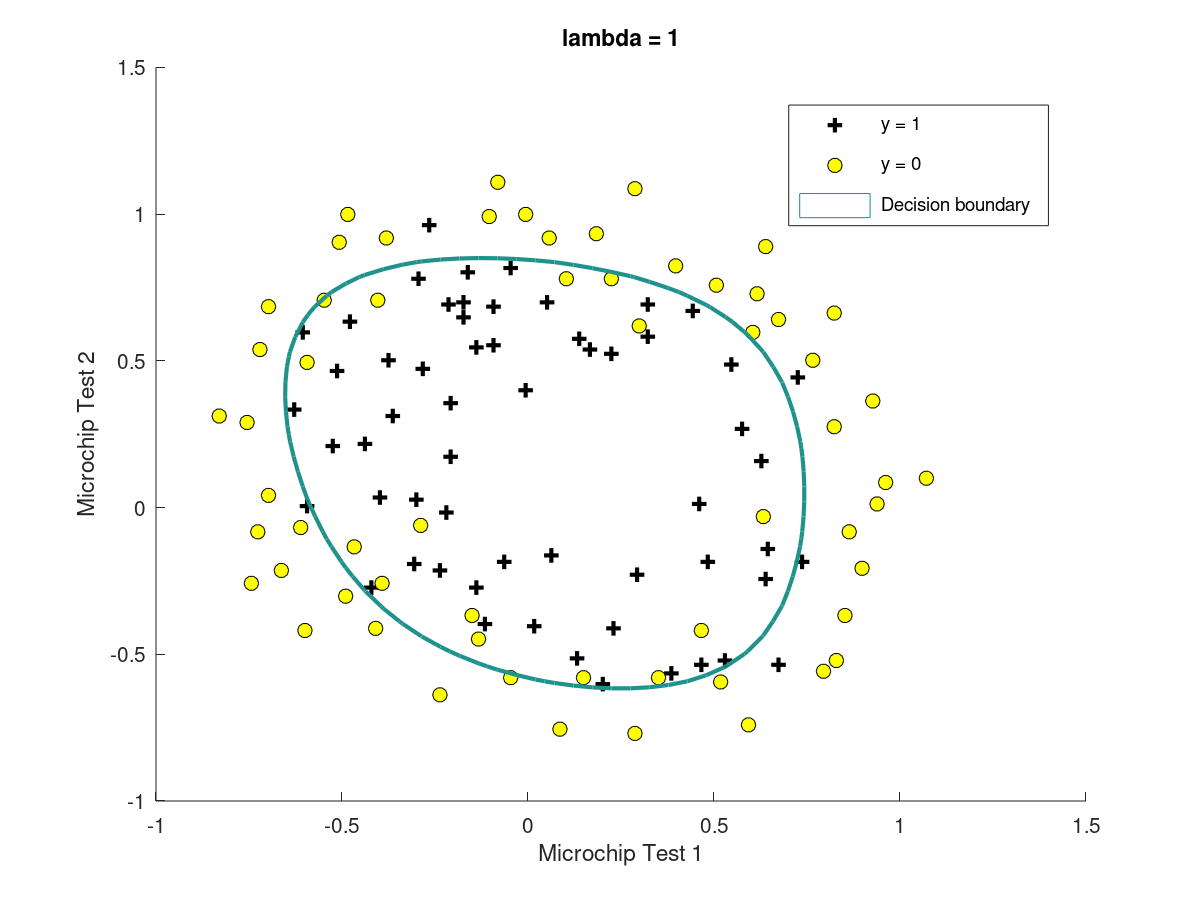 lambda = 1
1.5
1
0.5
0
-0.5
-1
Microchip Test 2
y = 1
y = 0
Decision boundary
-1
-0.5
0
0.5
1
1.5
Microchip Test 1